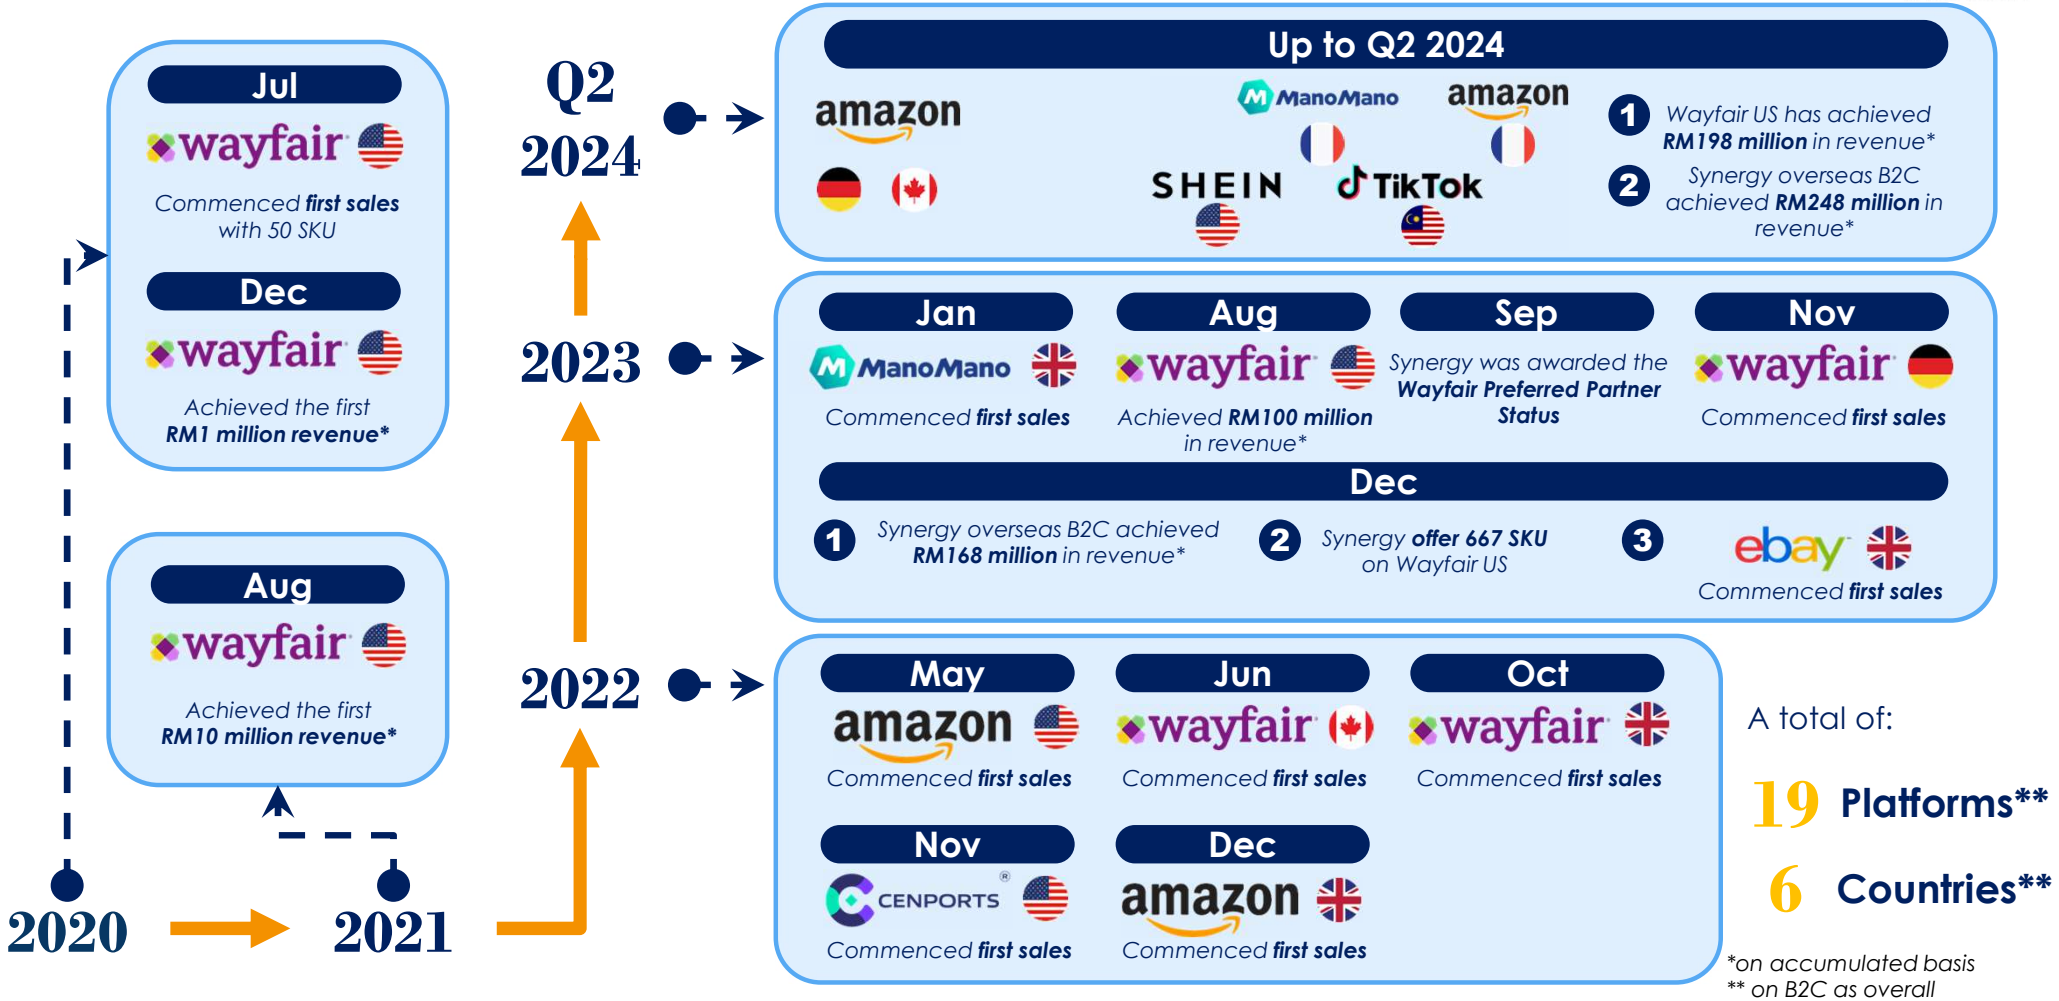 Jul
wayfair
Commenced first sales
with 50 SKU
Dec
wayfair
Achieved the first
RM1 million revenue*
Aug
wayfair
Achieved the first
RM10 million revenue*
2020
2021
2022
2023
Q2
2024
Up to Q2 2024
amazon
ManoMano
amazon
SHEIN
TikTok
1
Wayfair US has achieved
RM198 million in revenue*
2
Synergy overseas B2C
achieved RM248 million in
revenue*
Jan
ManoMano
Commenced first sales
Aug
wayfair
Achieved RM100 million
in revenue*
Sep
Synergy was awarded the
Wayfair Preferred Partner
Status
Nov
wayfair
Commenced first sales
Dec
1
Synergy overseas B2C achieved
RM168 million in revenue*
2
Synergy offer 667 SKU
on Wayfair US
3
ebay
Commenced first sales
May
amazon
Commenced first sales
Jun
wayfair
Commenced first sales
Oct
wayfair
Commenced first sales
Nov
CENPORTS®
Commenced first sales
Dec
amazon
Commenced first sales
A total of:
19 Platforms**
6 Countries**
*on accumulated basis
** on B2C as overall